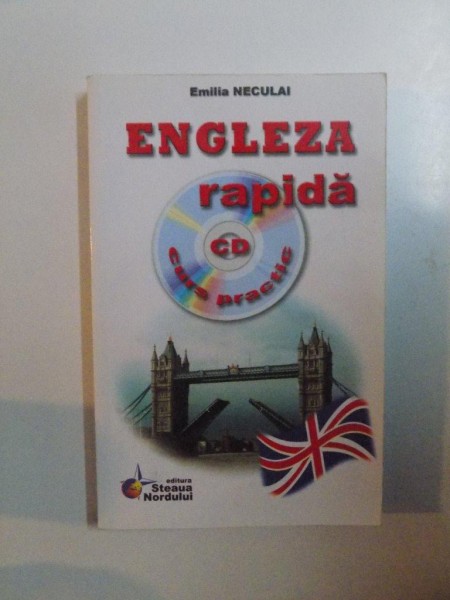 Emilia NECULAI
ENGLEZA
rapidă
CD
curs practic
editura
Steaua
Nordului